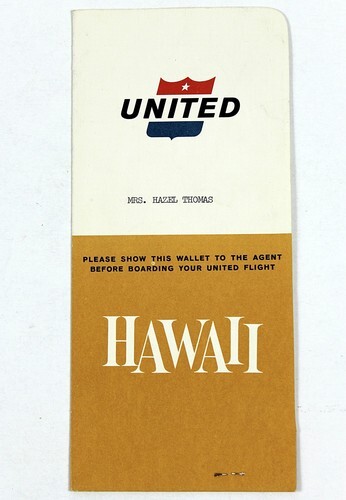 UNITED
MRS. HAZEL THOMAS
PLEASE SHOW THIS WALLET TO THE AGENT
BEFORE BOARDING YOUR UNITED FLIGHT
HAWAII